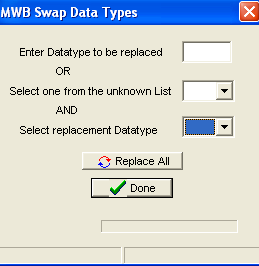 MWB Swap Data Types
Enter Datatype to be replaced
OR
Select one from the unknown List
AND
Select replacement Datatype
Replace All
Done